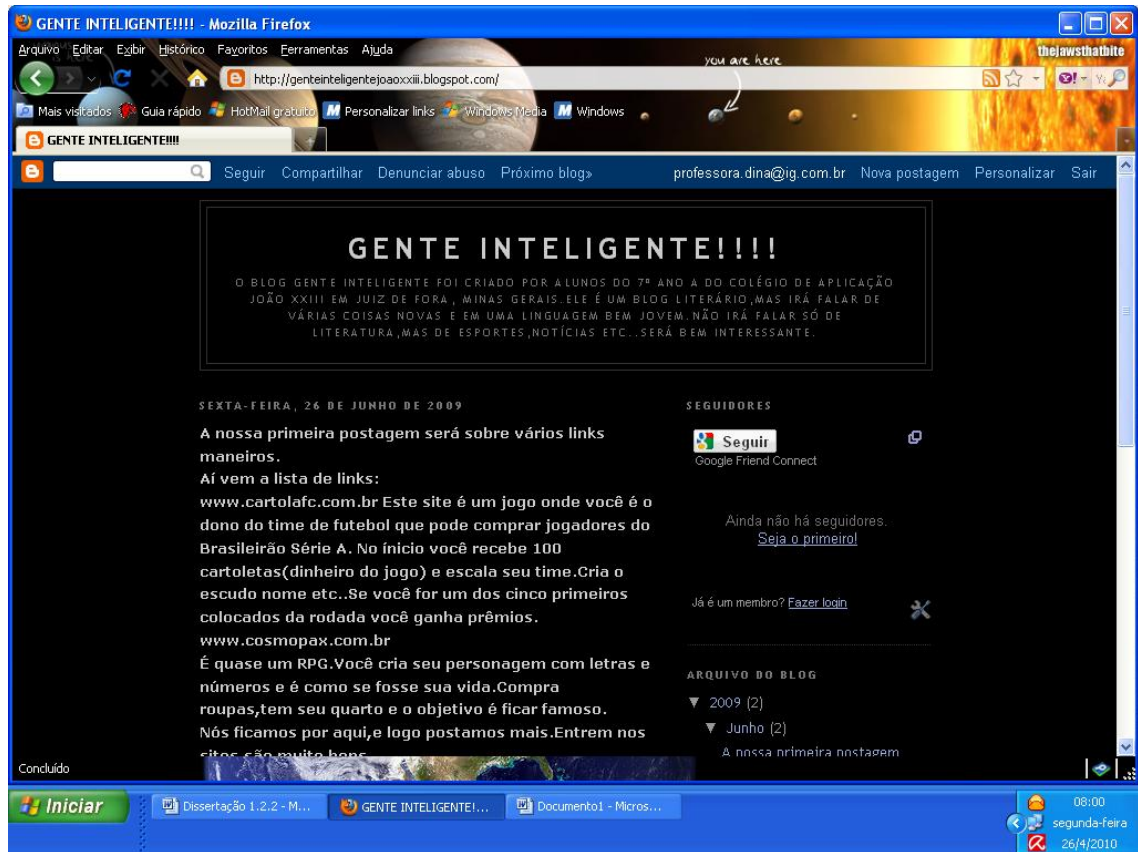 GENTE INTELIGENTE!!!! - Mozilla Firefox
Arquivo Editar Exibir Histórico Favoritos Ferramentas Ajuda
you are here
thejawsthatbite
http://genteinteligentejoaoxxiii.blogspot.com/
Mais visitados Guia rápido HotMail gratuito Personalizar links Windows Media Windows
GENTE INTELIGENTE!!!!
Seguir Compartilhar Denunciar abuso Próximo blog» professora.dina@ig.com.br Nova postagem Personalizar Sair
GENTE INTELIGENTE!!!!
O BLOG GENTE INTELIGENTE FOI CRIADO POR ALUNOS DO 7º ANO A DO COLÉGIO DE APLICAÇÃO
JOÃO XXIII EM JUIZ DE FORA , MINAS GERAIS.ELE É UM BLOG LITERÁRIO,MAS IRÁ FALAR DE
VÁRIAS COISAS NOVAS E EM UMA LINGUAGEM BEM JOVEM.NÃO IRÁ FALAR SÓ DE
LITERATURA,MAS DE ESPORTES,NOTÍCIAS ETC..SERÁ BEM INTERESSANTE.
SEXTA-FEIRA, 26 DE JUNHO DE 2009
A nossa primeira postagem será sobre vários links
maneiros.
Aí vem a lista de links:
www.cartolafc.com.br Este site é um jogo onde você é o
dono do time de futebol que pode comprar jogadores do
Brasileirão Série A. No ínicio você recebe 100
cartoletas(dinheiro do jogo) e escala seu time.Cria o
escudo nome etc..Se você for um dos cinco primeiros
colocados da rodada você ganha prêmios.
www.cosmopax.com.br
É quase um RPG.Você cria seu personagem com letras e
números e é como se fosse sua vida.Compra
roupas,tem seu quarto e o objetivo é ficar famoso.
Nós ficamos por aqui,e logo postamos mais.Entrem nos
sites são muito bons
SEGUIDORES
Seguir
Google Friend Connect
Ainda não há seguidores.
Seja o primeiro!
Já é um membro? Fazer login
ARQUIVO DO BLOG
▼ 2009 (2)
▼ Junho (2)
A nossa primeira postagem
Concluído
Iniciar
Dissertação 1.2.2 - M...
GENTE INTELIGENTE!...
Documento1 - Micros...
08:00
segunda-feira
26/4/2010